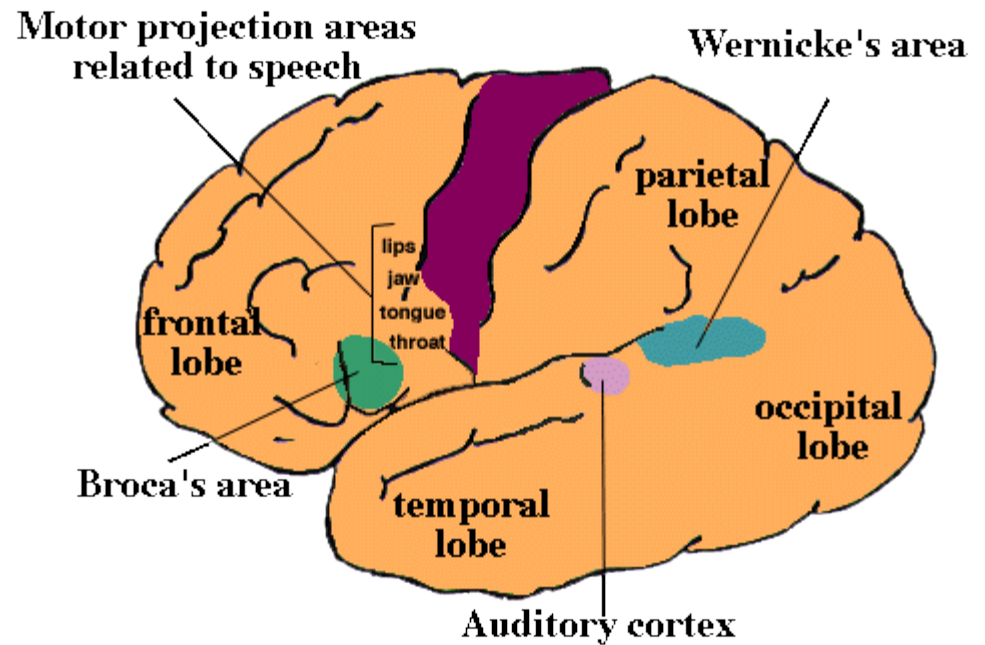 Motor projection areas
related to speech
Wernicke's area
parietal
lobe
lips
jaw
tongue
throat
frontal
lobe
occipital
lobe
Broca's area
temporal
lobe
Auditory cortex